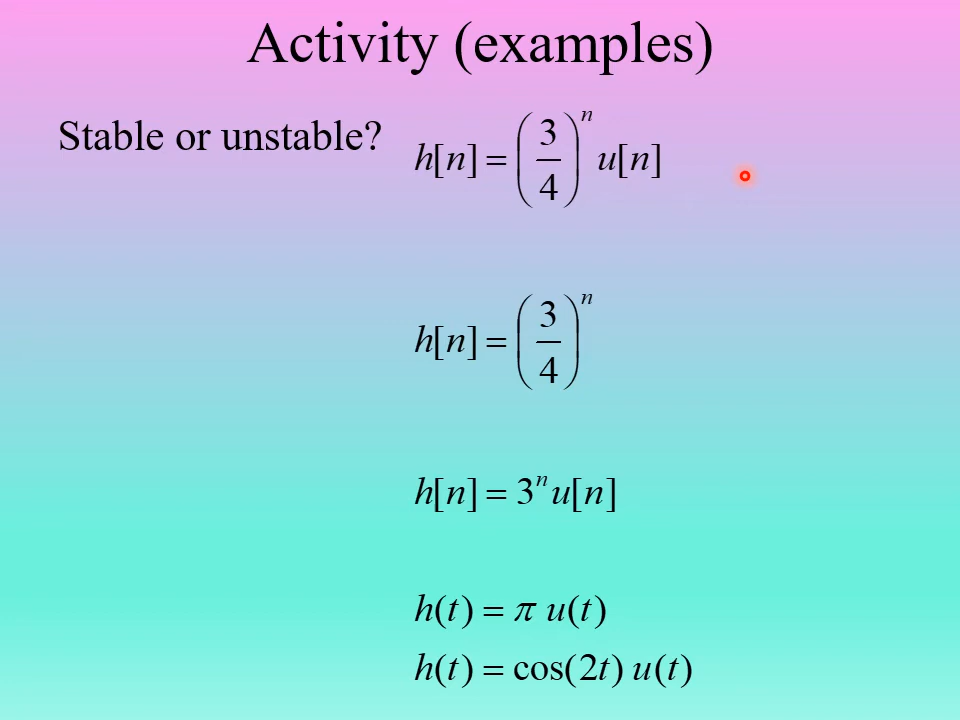 Activity (examples)
Stable or unstable?
h[n] = (3/4)^n u[n]
h[n] = (3/4)^n
h[n] = 3^n u[n]
h(t) = π u(t)
h(t) = cos(2t) u(t)